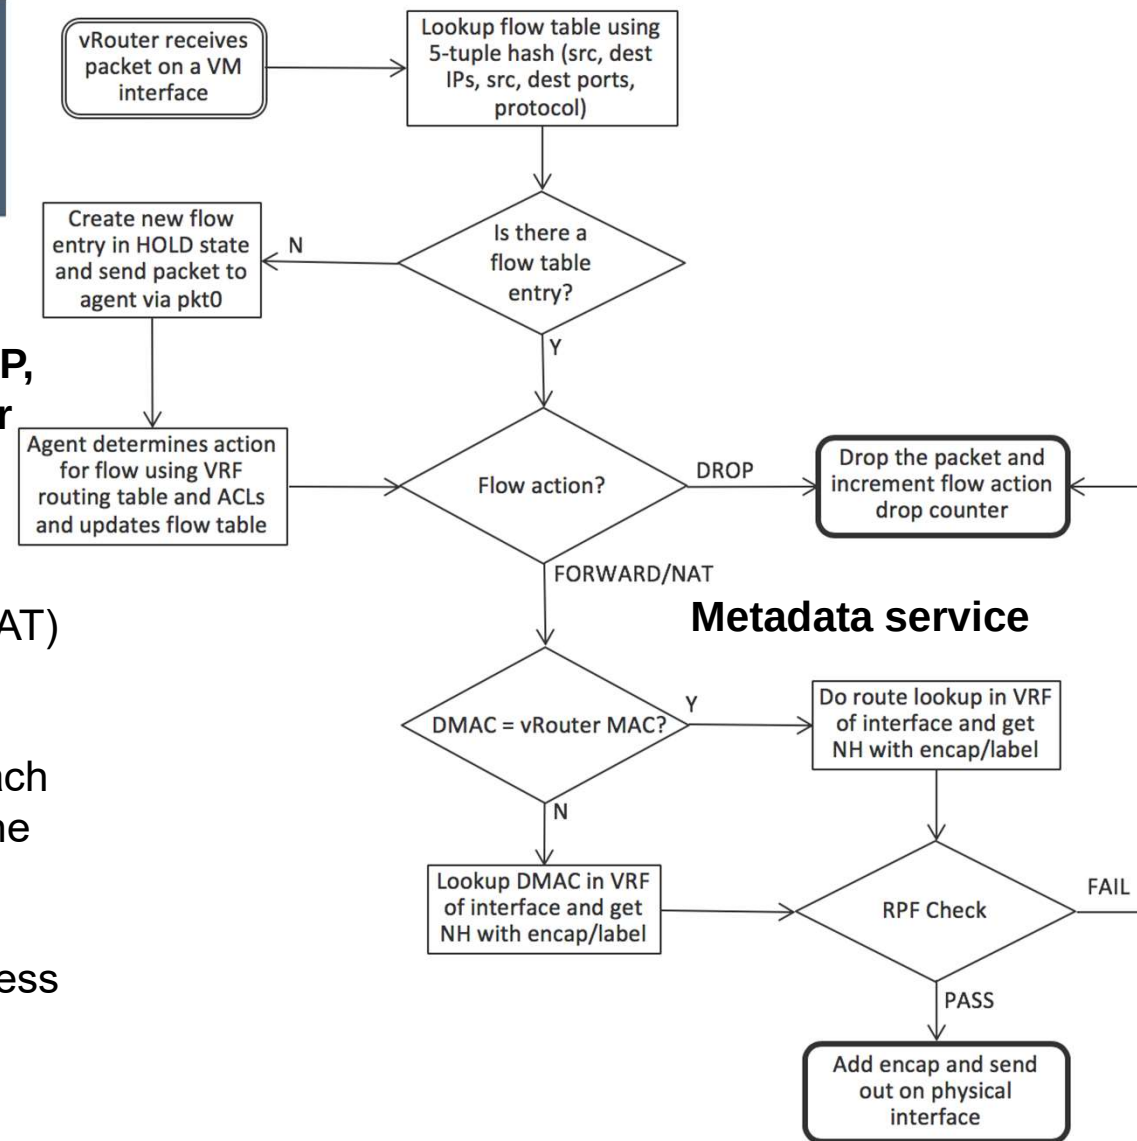 vRouter receives
packet on a VM
interface
Lookup flow table using
5-tuple hash (src, dest
IPs, src, dest ports,
protocol)
Create new flow
entry in HOLD state
and send packet to
agent via pkt0
N
Is there a
flow table
entry?
Y
P,
r
Agent determines action
for flow using VRF
routing table and ACLs
and updates flow table
Flow action?
DROP
Drop the packet and
increment flow action
drop counter
FORWARD/NAT
Metadata service
AT)
DMAC = vRouter MAC?
Y
Do route lookup in VRF
of interface and get
NH with encap/label
ach
ne
N
Lookup DMAC in VRF
of interface and get
NH with encap/label
RPF Check
FAIL
ess
PASS
Add encap and send
out on physical
interface